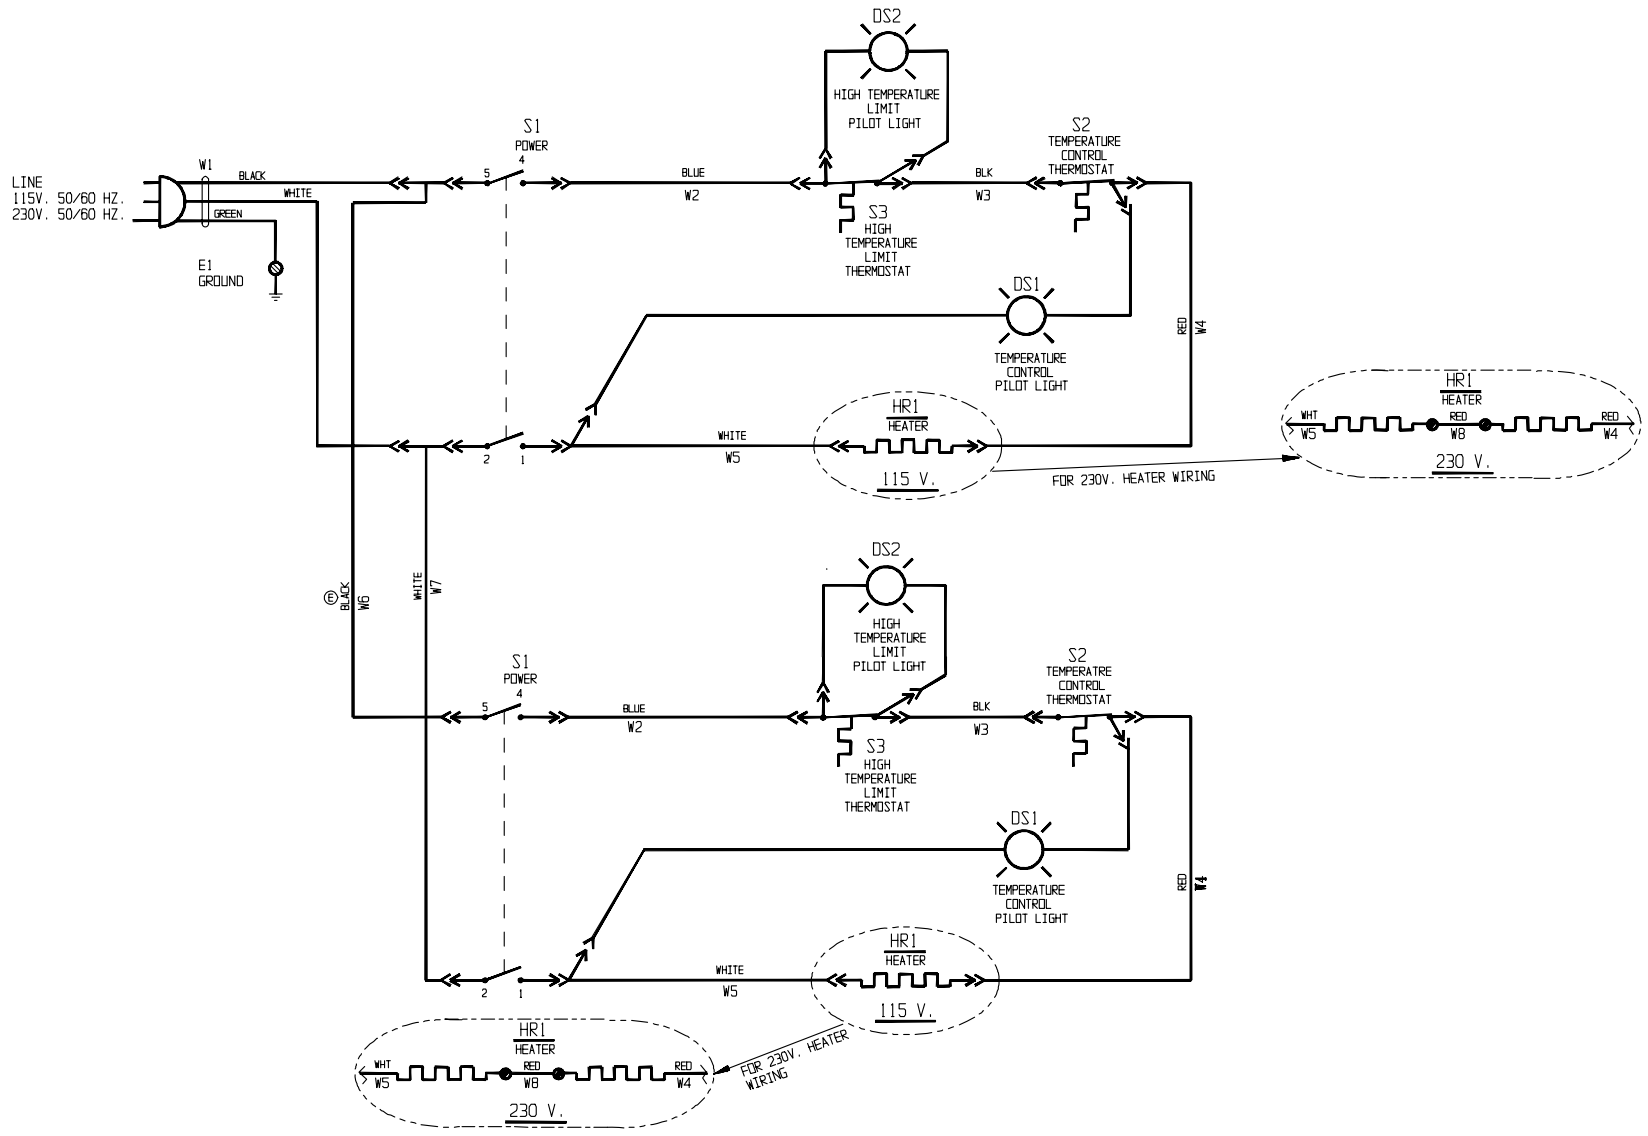 DS2
HIGH TEMPERATURE
LIMIT
PILOT LIGHT
S1
POWER
4
5
S2
TEMPERATURE
CONTROL
THERMOSTAT
W1
BLACK
WHITE
GREEN
LINE
115V. 50/60 HZ.
230V. 50/60 HZ.
BLUE
W2
BLK
W3
S3
HIGH
TEMPERATURE
LIMIT
THERMOSTAT
E1
GROUND
DS1
TEMPERATURE
CONTROL
PILOT LIGHT
RED
W4
HR1
HEATER
115 V.
WHITE
W5
2
1
HR1
HEATER
WHT
W5
RED
W8
RED
W4
230 V.
FOR 230V. HEATER WIRING
E
BLACK
W6
WHITE
W7
DS2
HIGH
TEMPERATURE
LIMIT
PILOT LIGHT
S1
POWER
4
5
S2
TEMPERATRE
CONTROL
THERMOSTAT
BLUE
W2
BLK
W3
S3
HIGH
TEMPERATURE
LIMIT
THERMOSTAT
DS1
TEMPERATURE
CONTROL
PILOT LIGHT
RED
W4
HR1
HEATER
115 V.
WHITE
W5
2
1
HR1
HEATER
WHT
W5
RED
W8
RED
W4
230 V.
FOR 230V. HEATER
WIRING